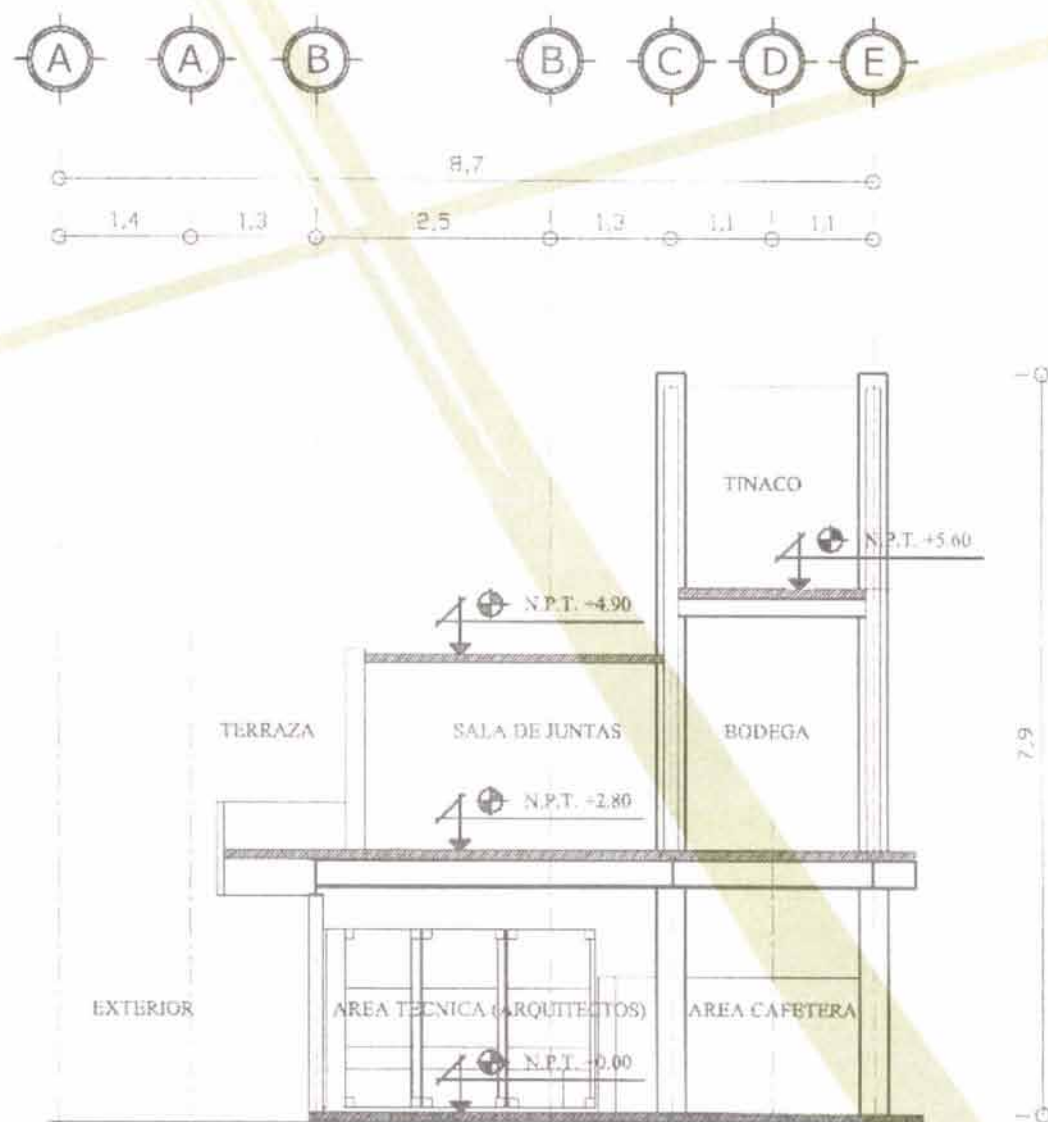 A A B B C D E
8,7
1,4 1,3 2,5 1,3 1,1 1,1
TINACO
N.P.T. +5.60
N.P.T. +4.90
TERRAZA SALA DE JUNTAS BODEGA
7,9
N.P.T. +2.80
EXTERIOR AREA TECNICA (ARQUITECTOS) AREA CAFETERA
N.P.T. +0.00